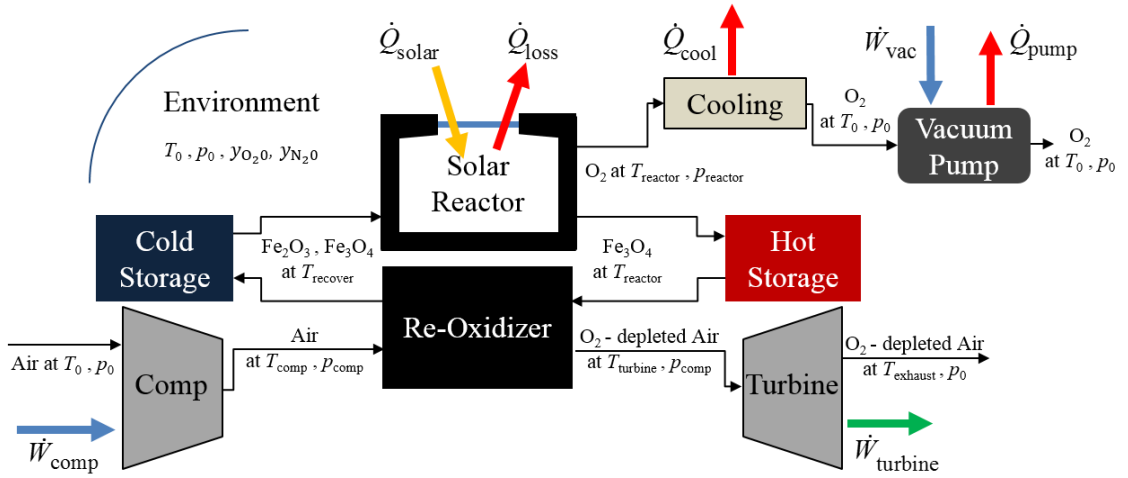 Q̇solar
Q̇loss
Q̇cool
Ẇvac
Q̇pump
Environment
T0 , p0 , yO20, yN20
Cooling
O2
at T0 , p0
Vacuum
Pump
O2
at T0 , p0
Solar
Reactor
O2 at Treactor , preactor
Cold
Storage
Fe2O3 , Fe3O4
at Trecover
Fe3O4
at Treactor
Hot
Storage
Re-Oxidizer
Air at T0 , p0
Comp
Air
at Tcomp , pcomp
O2 - depleted Air
at Tturbine , pcomp
Turbine
O2 - depleted Air
at Texhaust , p0
Ẇcomp
Ẇturbine